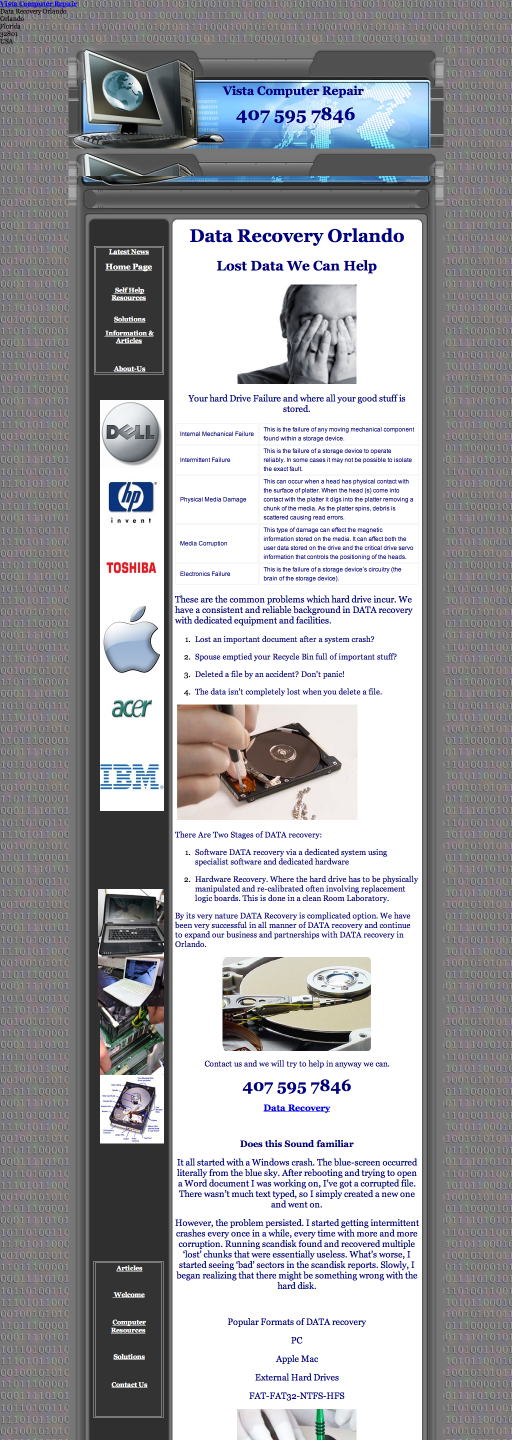 Vista Computer Repair
Data Recovery Orlando
Orlando
Florida
32801
USA
Vista Computer Repair
407 595 7846
Latest News
Home Page
Self Help
Resources
Solutions
Information &
Articles
About-Us
DELL
hp
invent
TOSHIBA
acer
IBM
Articles
Welcome
Computer
Resources
Solutions
Contact Us
Data Recovery Orlando
Lost Data We Can Help
Your hard Drive Failure and where all your good stuff is
stored.
Internal Mechanical Failure
This is the failure of any moving mechanical component
found within a storage device.
Intermittent Failure
This is the failure of a storage device to operate
reliably. In some cases it may not be possible to isolate
the exact fault.
Physical Media Damage
This can occur when a head has physical contact with
the surface of platter. When the head (s) come into
contact with the platter it digs into the platter removing a
chunk of the media. As the platter spins, debris is
scattered causing read errors.
Media Corruption
This type of damage can effect the magnetic
information stored on the media. It can affect both the
user data stored on the drive and the critical drive servo
information that controls the positioning of the heads.
Electronics Failure
This is the failure of a storage device's circuity (the
brain of the storage device).
These are the common problems which hard drive incur. We
have a consistent and reliable background in DATA recovery
with dedicated equipment and facilities.
1. Lost an important document after a system crash?
2. Spouse emptied your Recycle Bin full of important stuff?
3. Deleted a file by an accident? Don't panic!
4. The data isn't completely lost when you delete a file.
There Are Two Stages of DATA recovery:
1. Software DATA recovery via a dedicated system using
specialist software and dedicated hardware
2. Hardware Recovery. Where the hard drive has to be physically
manipulated and re-calibrated often involving replacement
logic boards. This is done in a clean Room Laboratory.
By its very nature DATA Recovery is complicated option. We have
been very successful in all manner of DATA recovery and continue
to expand our business and partnerships with DATA recovery in
Orlando.
Contact us and we will try to help in anyway we can.
407 595 7846
Data Recovery
Does this Sound familiar
It all started with a Windows crash. The blue-screen occurred
literally from the blue sky. After rebooting and trying to open
a Word document I was working on, I've got a corrupted file.
There wasn't much text typed, so I simply created a new one
and went on.
However, the problem persisted. I started getting intermittent
crashes every once in a while, every time with more and more
corruption. Running scandisk found and recovered multiple
'lost' chunks that were essentially useless. What's worse, I
started seeing 'bad' sectors in the scandisk reports. Slowly, I
began realizing that there might be something wrong with the
hard disk.
Popular Formats of DATA recovery
PC
Apple Mac
External Hard Drives
FAT-FAT32-NTFS-HFS